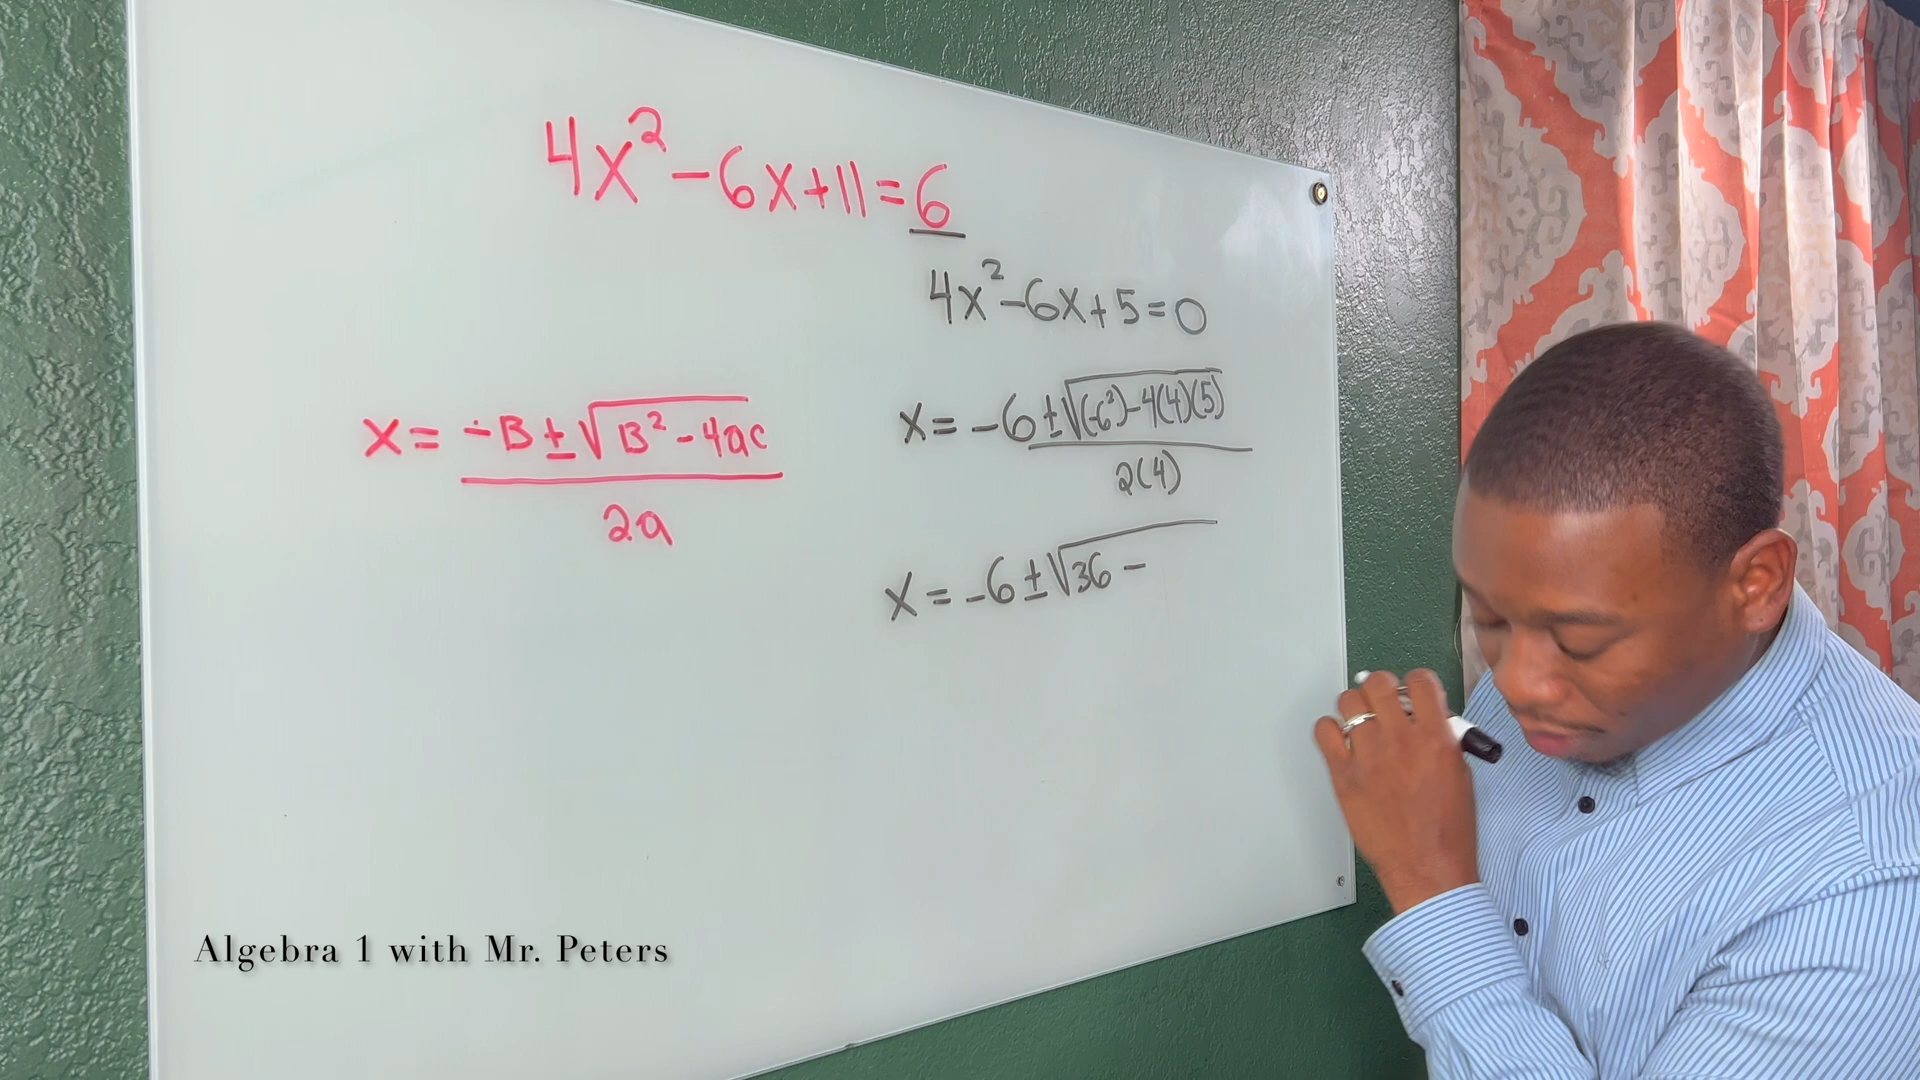 4x² - 6x + 11 = 6
4x² - 6x + 5 = 0
x = -B ± √B² - 4ac
2a
x = -6 ± √(-6²) - 4(4)(5)
2(4)
x = -6 ± √36 -
Algebra 1 with Mr. Peters